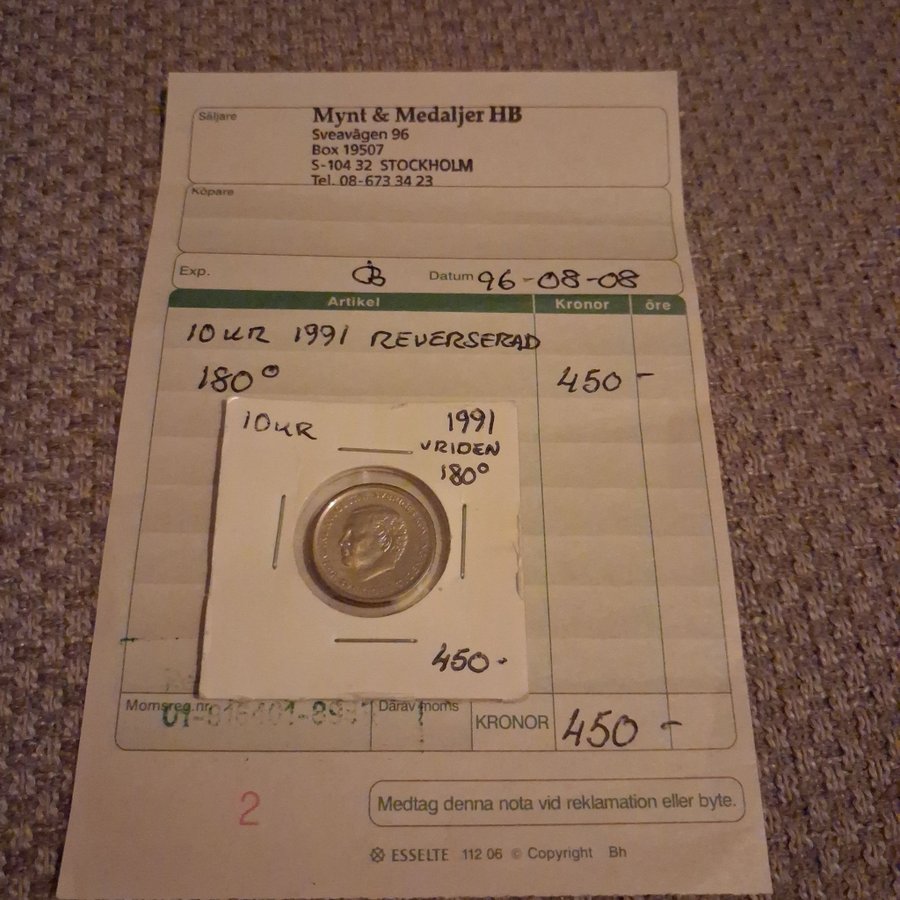 Säljare
Mynt & Medaljer HB
Sveavägen 96
Box 19507
S-104 32 STOCKHOLM
Tel. 08-673 34 23
Köpare
Exp.
Datum 96-08-08
Artikel Kronor öre
10 KR 1991 REVERSERAD
180° 450 -
10 KR 1991
VRIDEN
180°
450-
Momsreg.nr Därav moms
KRONOR 450 -
2
Medtag denna nota vid reklamation eller byte.
ESSELTE 112 06 © Copyright Bh